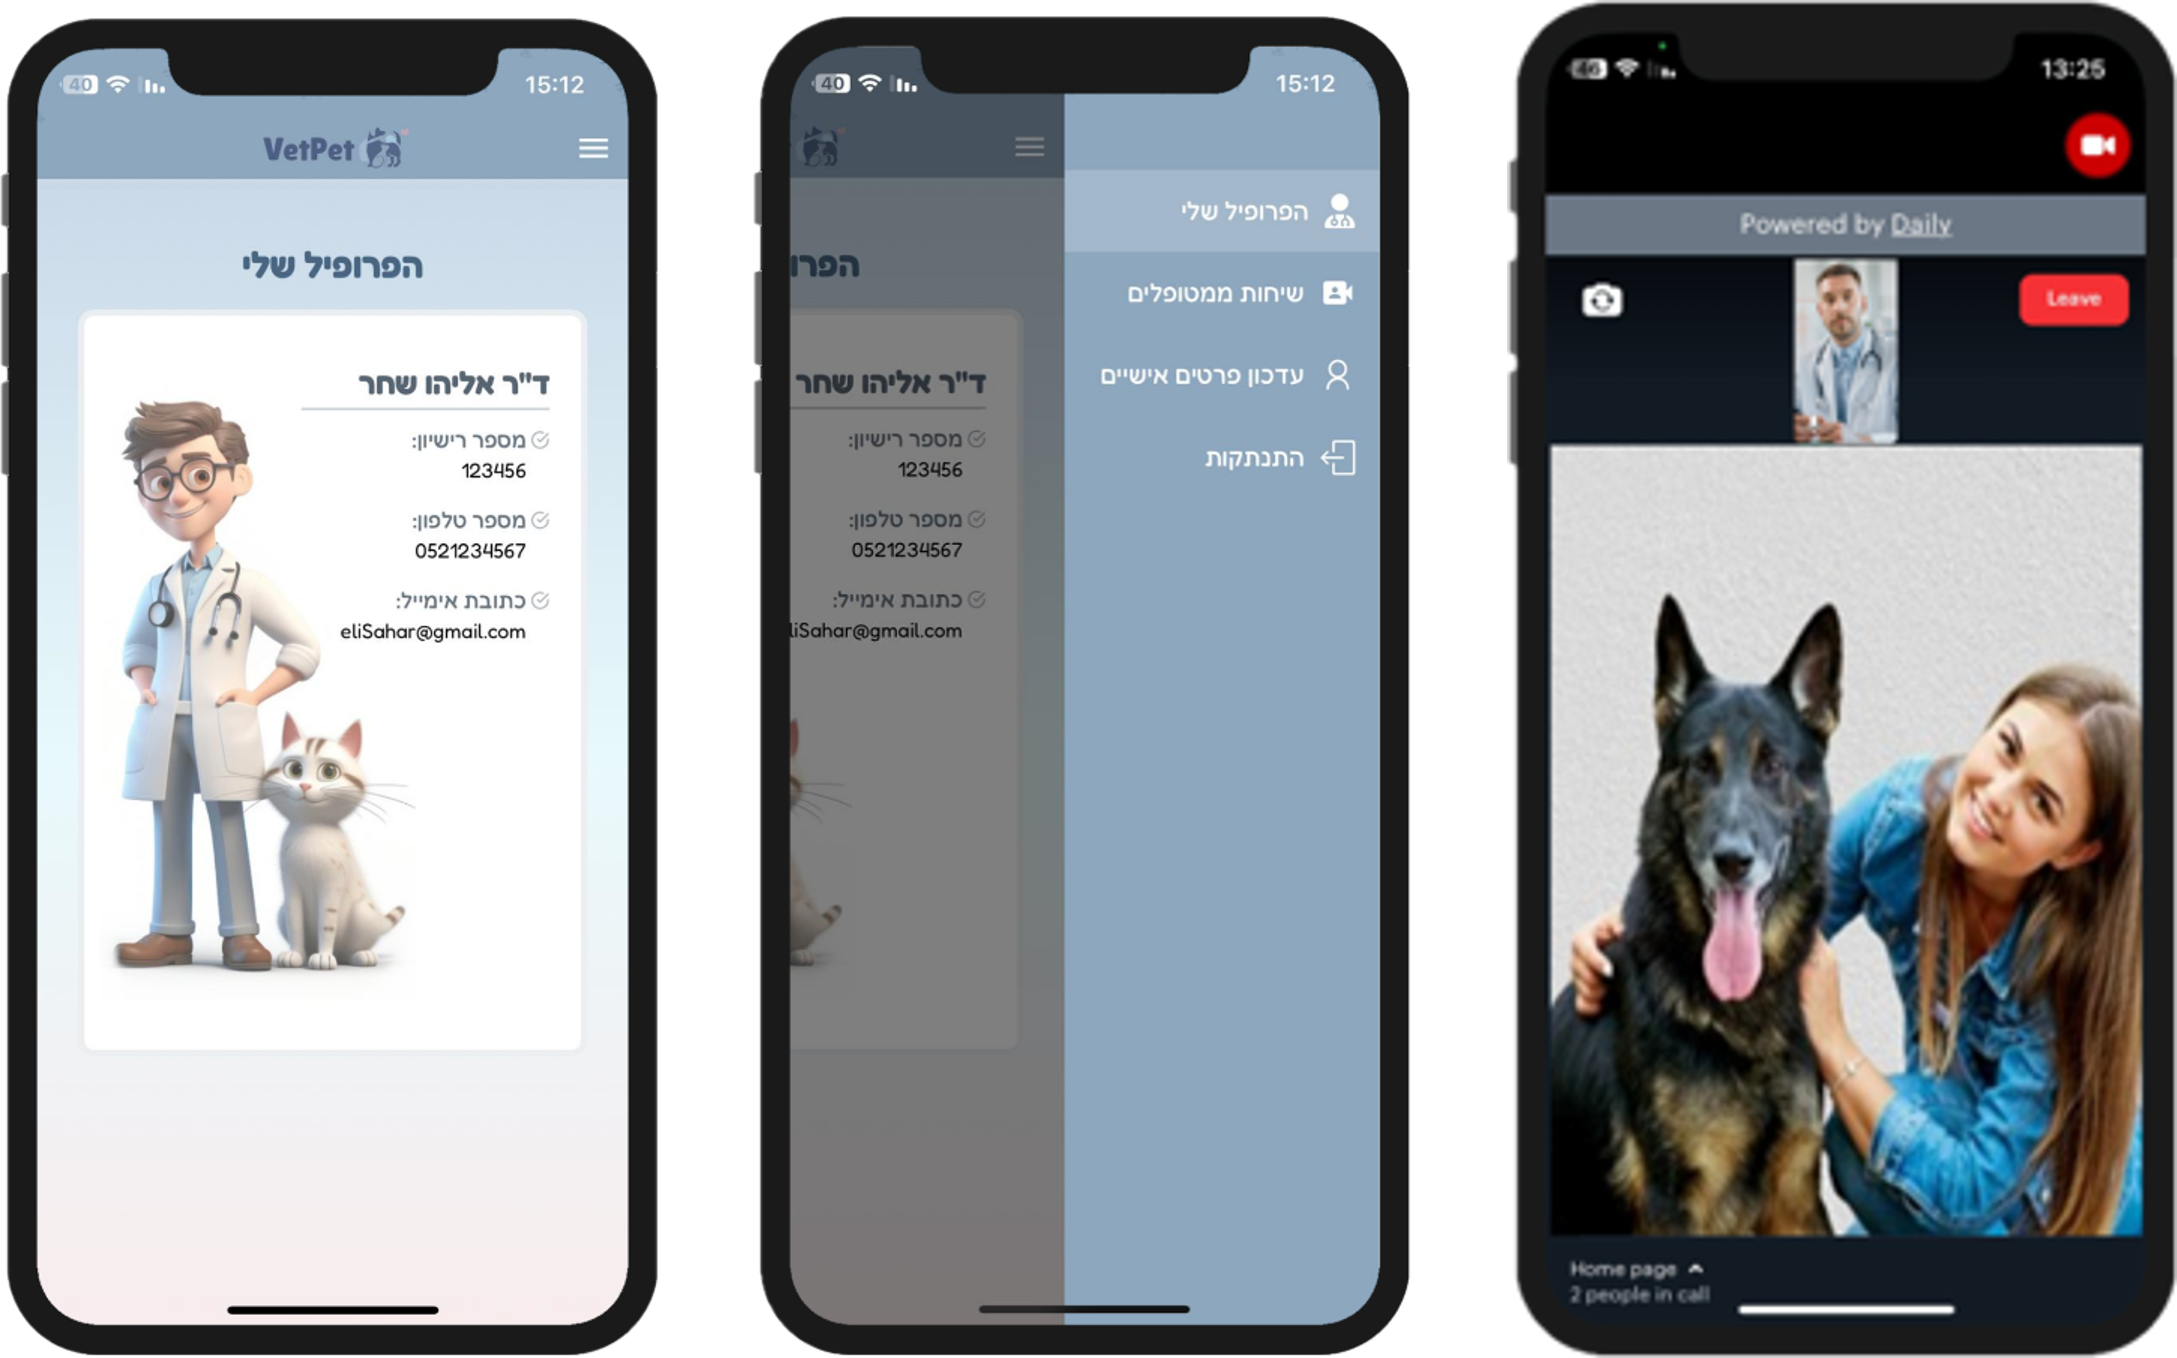 40
15:12
VetPet
הפרופיל שלי
ד"ר אליהו שחר
מספר רישיון:
123456
מספר טלפון:
0521234567
כתובת אימייל:
eliSahar@gmail.com
40
15:12
הפרופיל שלי
שיחות ממטופלים
עדכון פרטים אישיים
התנתקות
הפרו
ד"ר אליהו שחר
מספר רישיון:
123456
מספר טלפון:
0521234567
כתובת אימייל:
liSahar@gmail.com
13:25
Powered by Daily
Leave
Home page
2 people in call